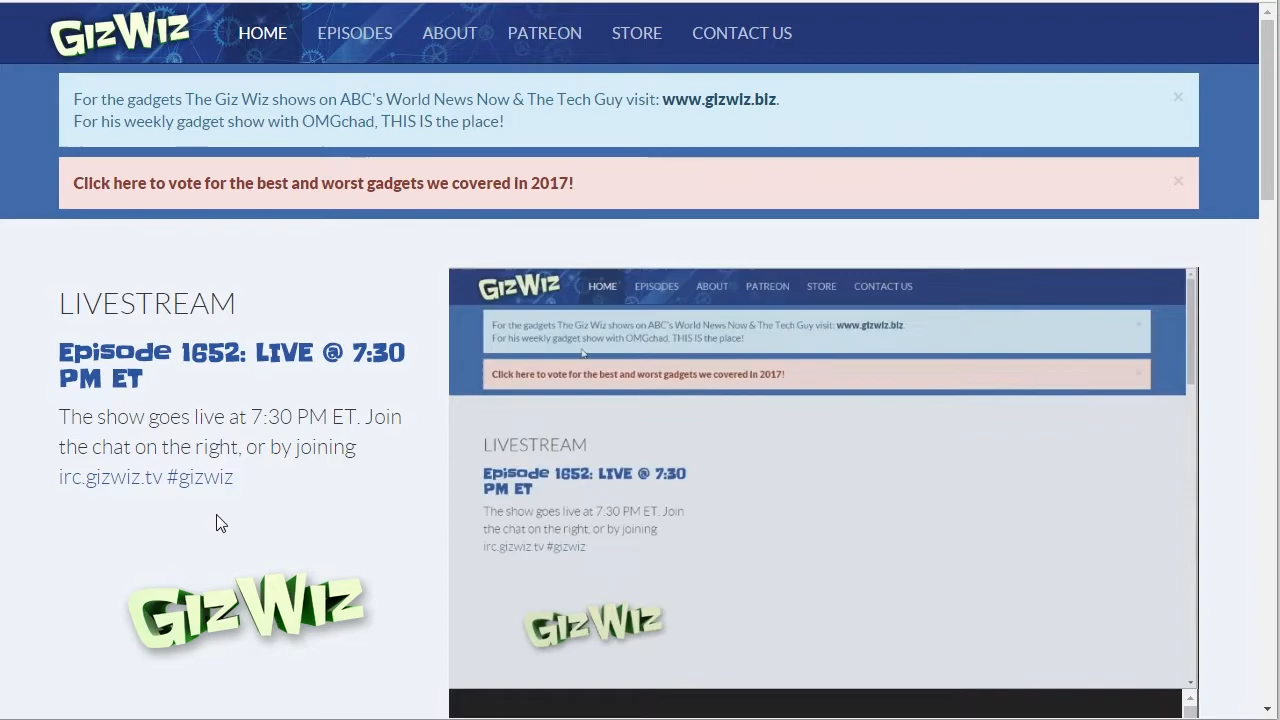 GIZWIZ
HOME EPISODES ABOUT PATREON STORE CONTACT US
For the gadgets The Giz Wiz shows on ABC's World News Now & The Tech Guy visit: www.gizwiz.biz.
For his weekly gadget show with OMGchad, THIS IS the place!
×
Click here to vote for the best and worst gadgets we covered in 2017!
×
LIVESTREAM
Episode 1652: LIVE @ 7:30
PM ET
The show goes live at 7:30 PM ET. Join
the chat on the right, or by joining
irc.gizwiz.tv #gizwiz
GIZWIZ
GIZWIZ
HOME EPISODES ABOUT PATREON STORE CONTACT US
For the gadgets The Giz Wiz shows on ABC's World News Now & The Tech Guy visit: www.gizwiz.biz.
For his weekly gadget show with OMGchad, THIS IS the place!
Click here to vote for the best and worst gadgets we covered in 2017!
LIVESTREAM
Episode 1652: LIVE @ 7:30
PM ET
The show goes live at 7:30 PM ET. Join
the chat on the right, or by joining
irc.gizwiz.tv #gizwiz
GIZWIZ